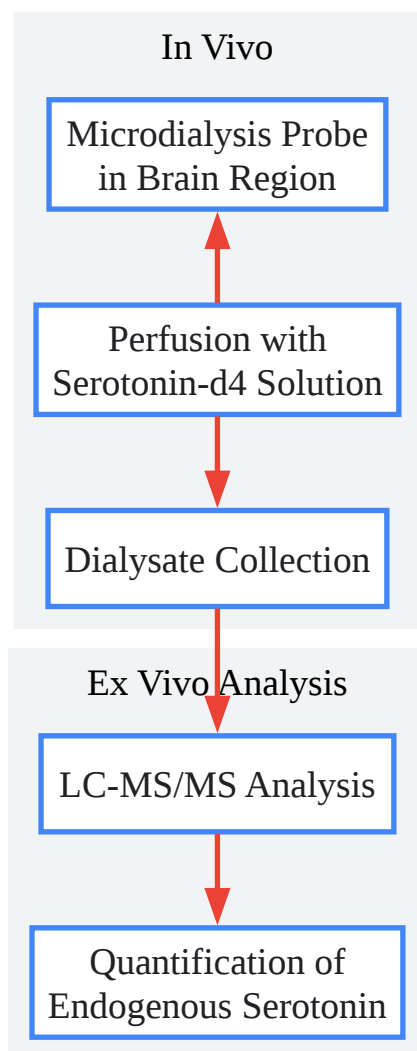 In Vivo
Microdialysis Probe
in Brain Region
Perfusion with
Serotonin-d4 Solution
Dialysate Collection
Ex Vivo Analysis
LC-MS/MS Analysis
Quantification of
Endogenous Serotonin